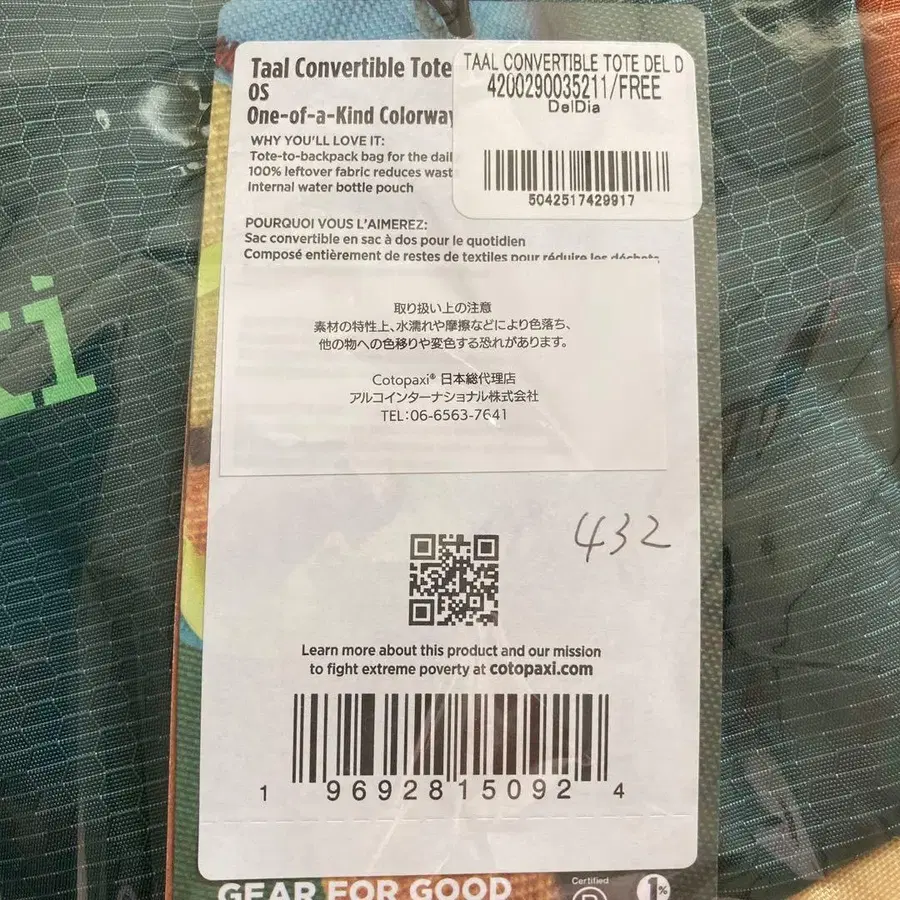 Taal Convertible Tote
OS
One-of-a-Kind Colorway
WHY YOU'LL LOVE IT:
Tote-to-backpack bag for the dail
100% leftover fabric reduces wast
Internal water bottle pouch
TAAL CONVERTIBLE TOTE DEL D
4200290035211/FREE
DelDia
5042517429917
POURQUOI VOUS L'AIMEREZ:
Sac convertible en sac à dos pour le quotidien
Composé entièrement de restes de textiles pour réduire les déchets
取り扱い上の注意
素材の特性上、水濡れや摩擦などにより色落ち、
他の物への色移りや変色する恐れがあります。
Cotopaxi® 日本総代理店
アルコインターナショナル株式会社
TEL:06-6563-7641
432
Learn more about this product and our mission
to fight extreme poverty at cotopaxi.com
1 96928 15092 4
GEAR FOR GOOD
Certified
B
1%
xi